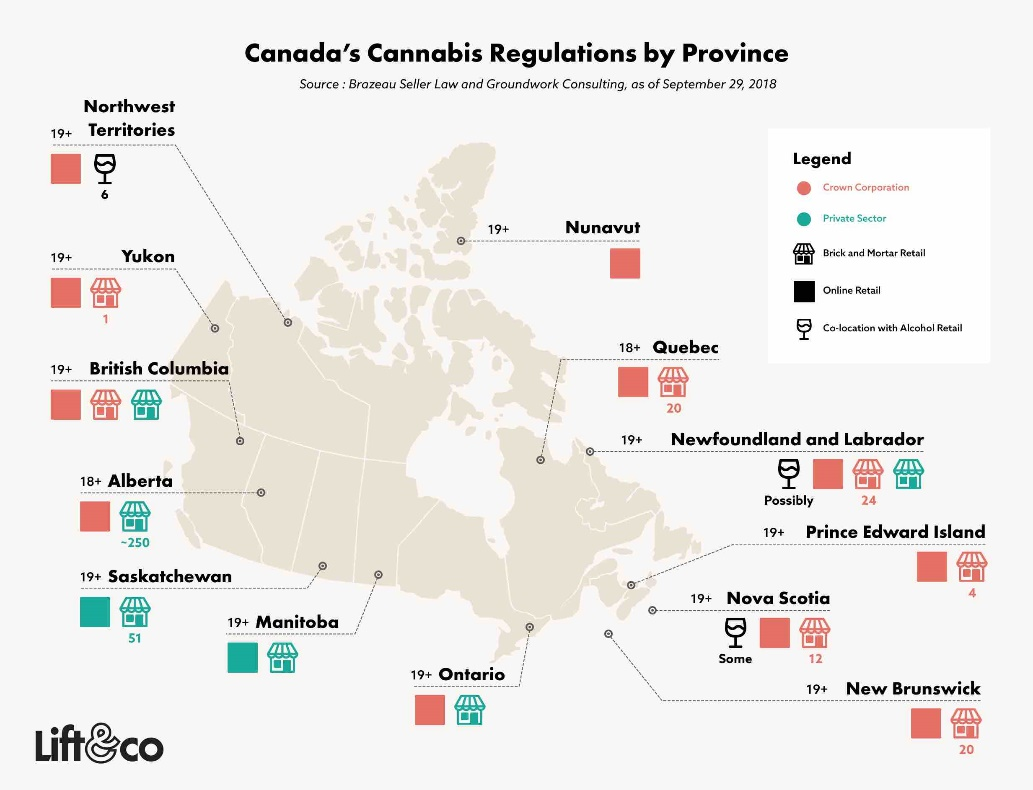 Canada's Cannabis Regulations by Province
Source : Brazeau Seller Law and Groundwork Consulting, as of September 29, 2018
Northwest
19+ Territories
6
19+ Yukon
1
19+ British Columbia
18+ Alberta
~250
19+ Saskatchewan
51
19+ Manitoba
19+ Ontario
19+ Nunavut
18+ Quebec
20
19+ Newfoundland and Labrador
Possibly 24
19+ Prince Edward Island
4
19+ Nova Scotia
Some 12
19+ New Brunswick
20
Legend
Crown Corporation
Private Sector
Brick and Mortar Retail
Online Retail
Co-location with Alcohol Retail
Lift&co